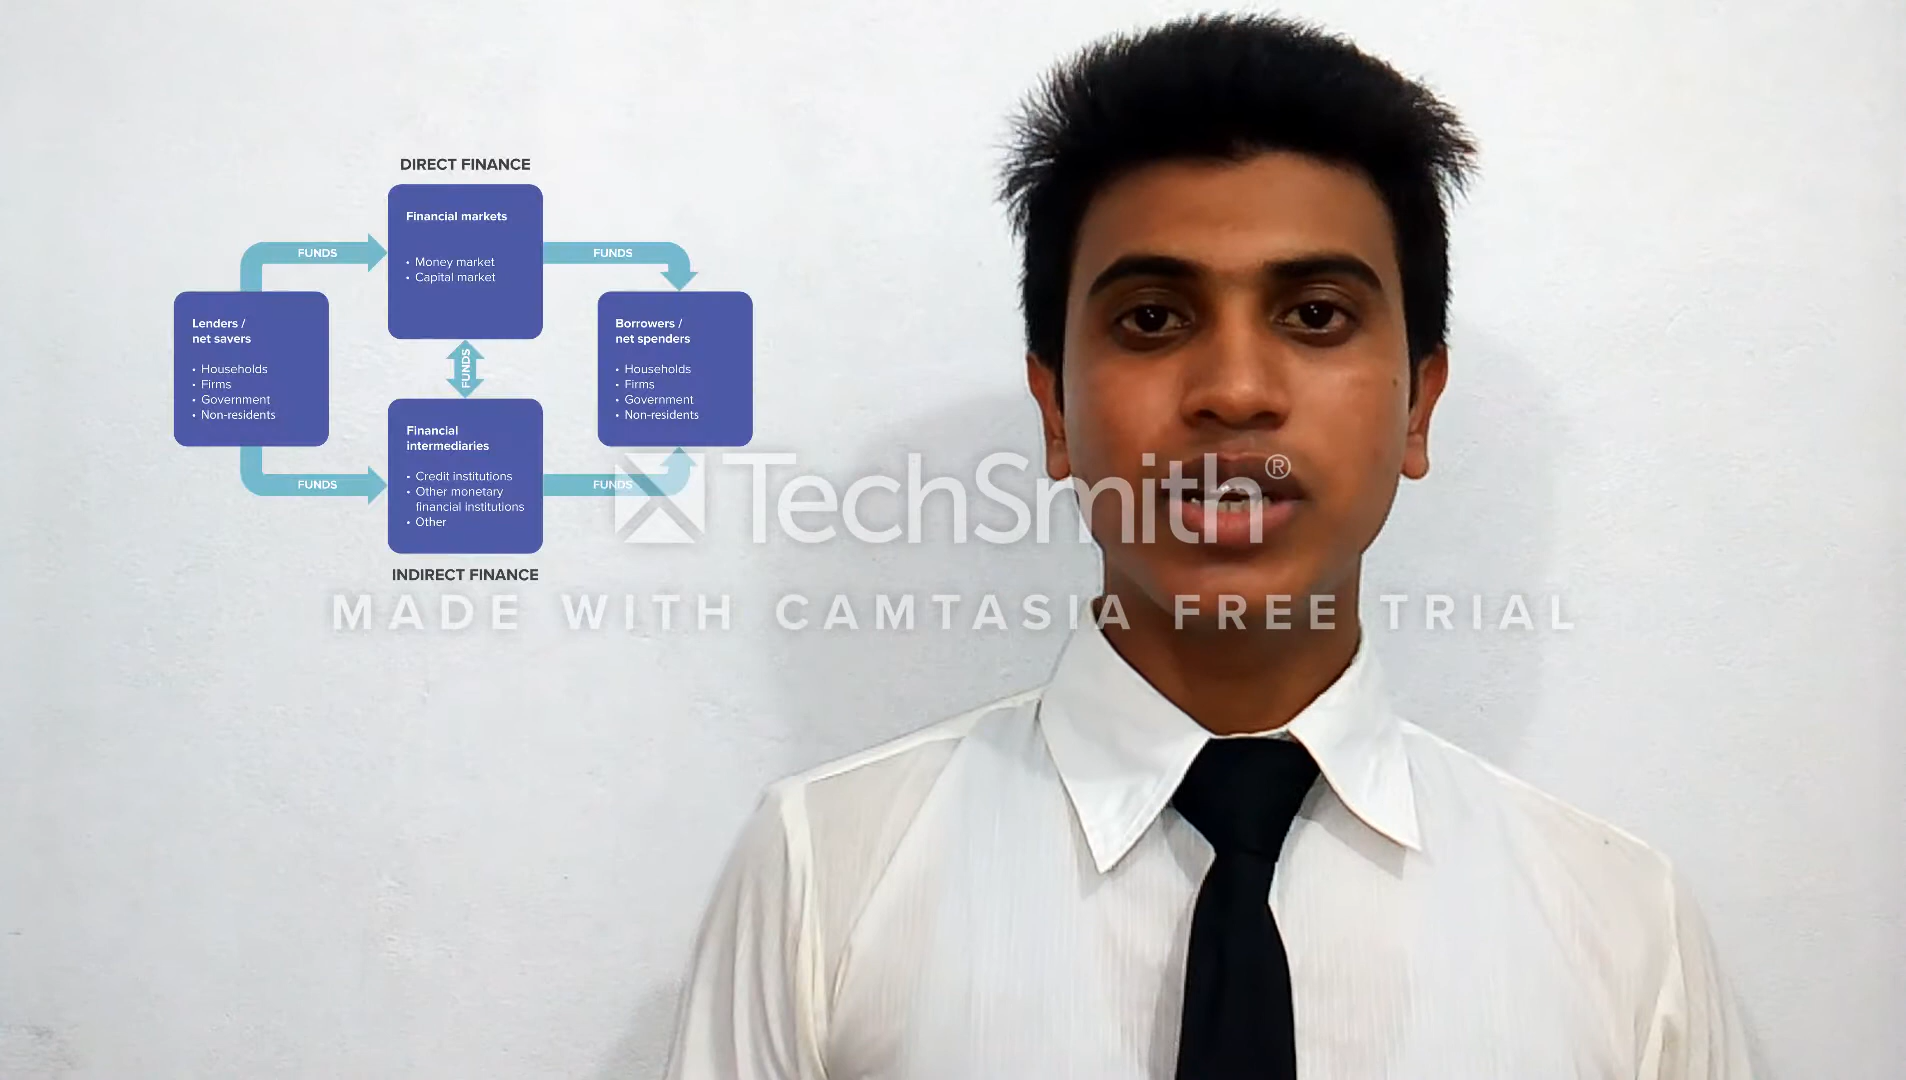 DIRECT FINANCE
Financial markets
• Money market
• Capital market
FUNDS
FUNDS
Lenders /
net savers
• Households
• Firms
• Government
• Non-residents
FUNDS
Borrowers /
net spenders
• Households
• Firms
• Government
• Non-residents
Financial
intermediaries
• Credit institutions
• Other monetary
financial institutions
• Other
FUNDS
FUNDS
INDIRECT FINANCE
TechSmith®
MADE WITH CAMTASIA FREE TRIAL